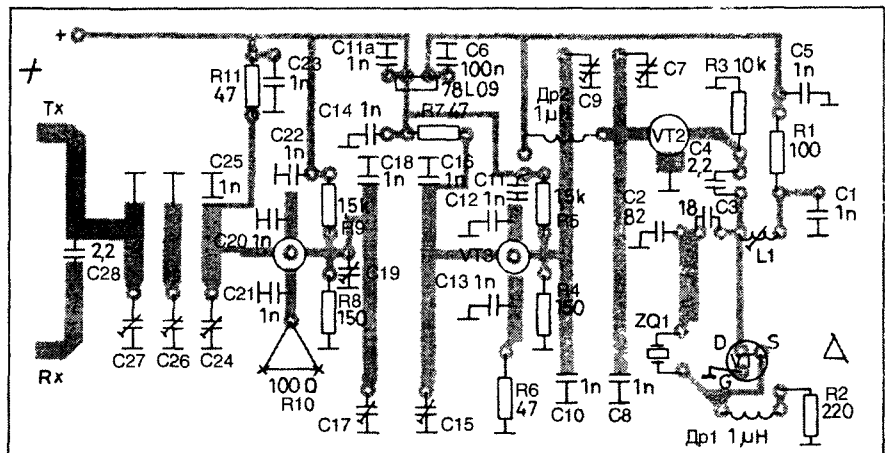 +
Tx
R11
47
C23
1n
C11a
1n
C6
100n
78L09
C14 1n
R7 47
Др2
1µH
C9
C7
R3 10k
C5
1n
VT2
C4
2,2
R1
100
C25
1n
C22
1n
C18
1n
C16
1n
C11
C12 1n
15k
R9
15k
R5
C2
82
18 C3
C1
1n
L1
2,2
C28
C20
1n
C19
VT3
C21
1n
R8
150
C13 1n
R4
150
ZQ1
D
S
G
Rx
C27
C26
C24
100 Ω
R10
C17
C15
R6
47
C10
1n
C8
1n
Др1 1µH
R2
220